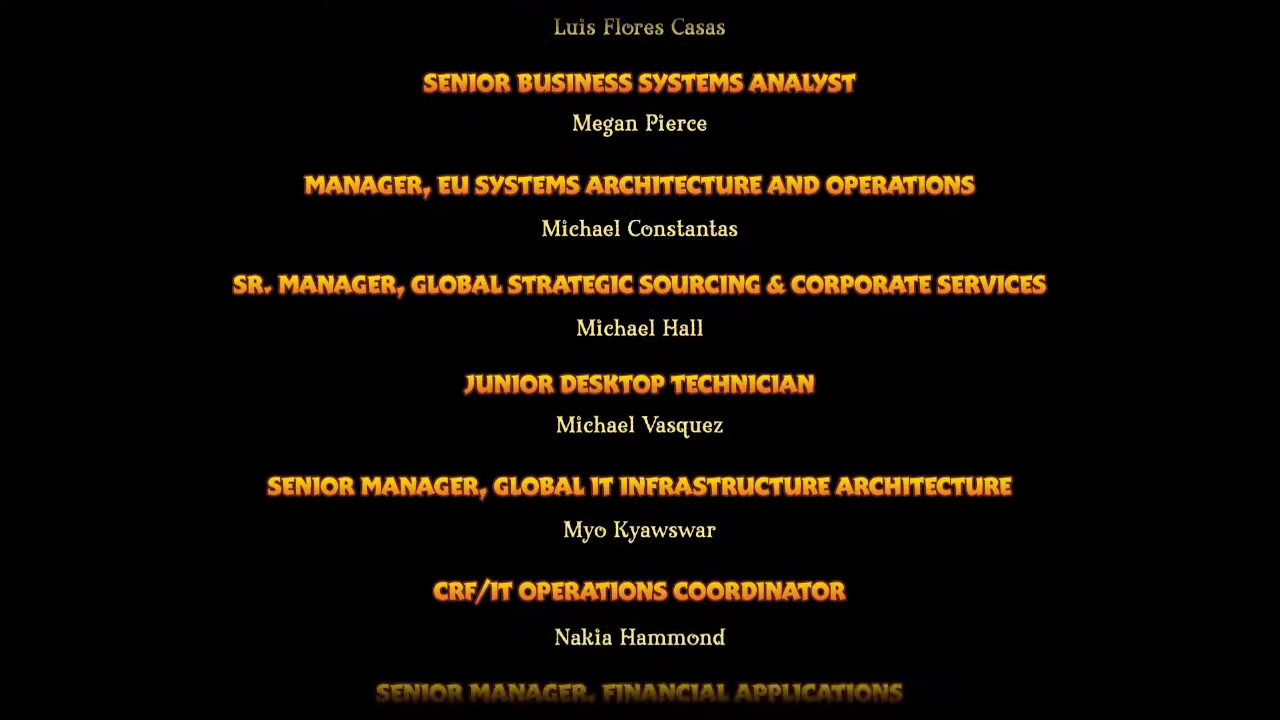 Luis Flores Casas
SENIOR BUSINESS SYSTEMS ANALYST
Megan Pierce
MANAGER, EU SYSTEMS ARCHITECTURE AND OPERATIONS
Michael Constantas
SR. MANAGER, GLOBAL STRATEGIC SOURCING & CORPORATE SERVICES
Michael Hall
JUNIOR DESKTOP TECHNICIAN
Michael Vasquez
SENIOR MANAGER, GLOBAL IT INFRASTRUCTURE ARCHITECTURE
Myo Kyawswar
CRF/IT OPERATIONS COORDINATOR
Nakia Hammond
SENIOR MANAGER, FINANCIAL APPLICATIONS